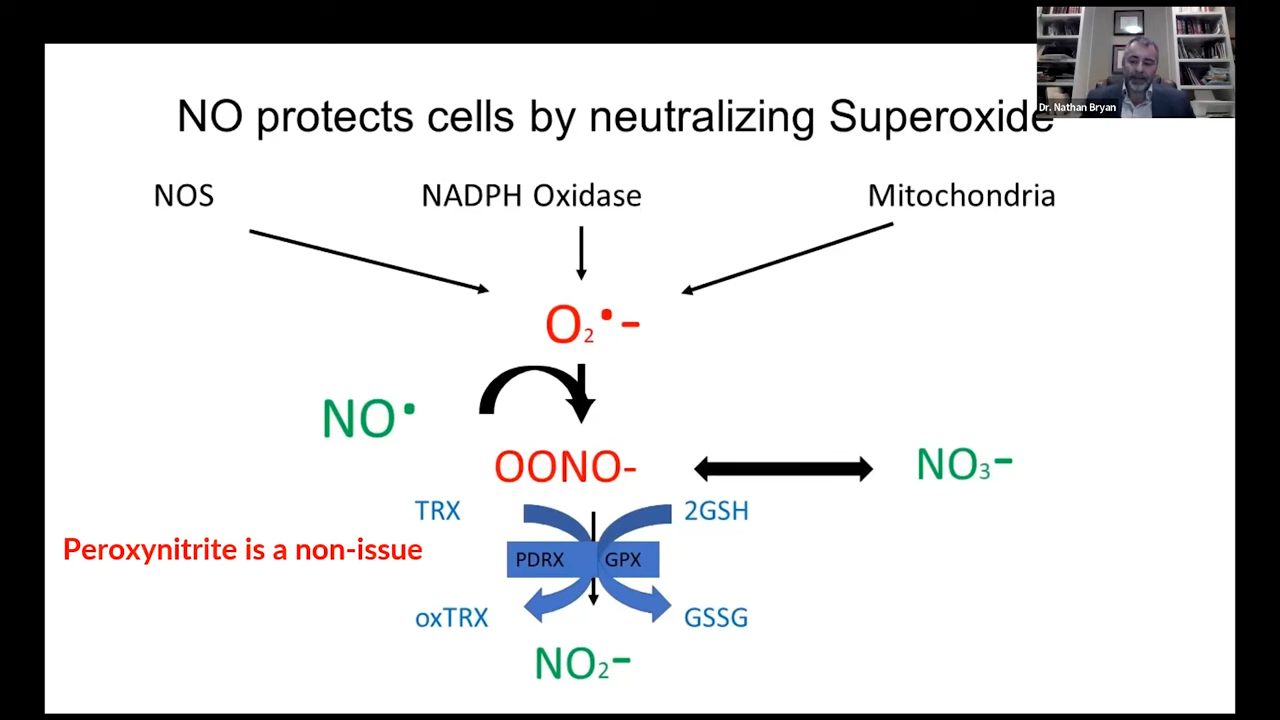 Dr. Nathan Bryan
NO protects cells by neutralizing Superoxide
NOS NADPH Oxidase Mitochondria
O₂•-
NO•
OONO- NO₃-
TRX 2GSH
Peroxynitrite is a non-issue
PDRX GPX
oxTRX GSSG
NO₂-